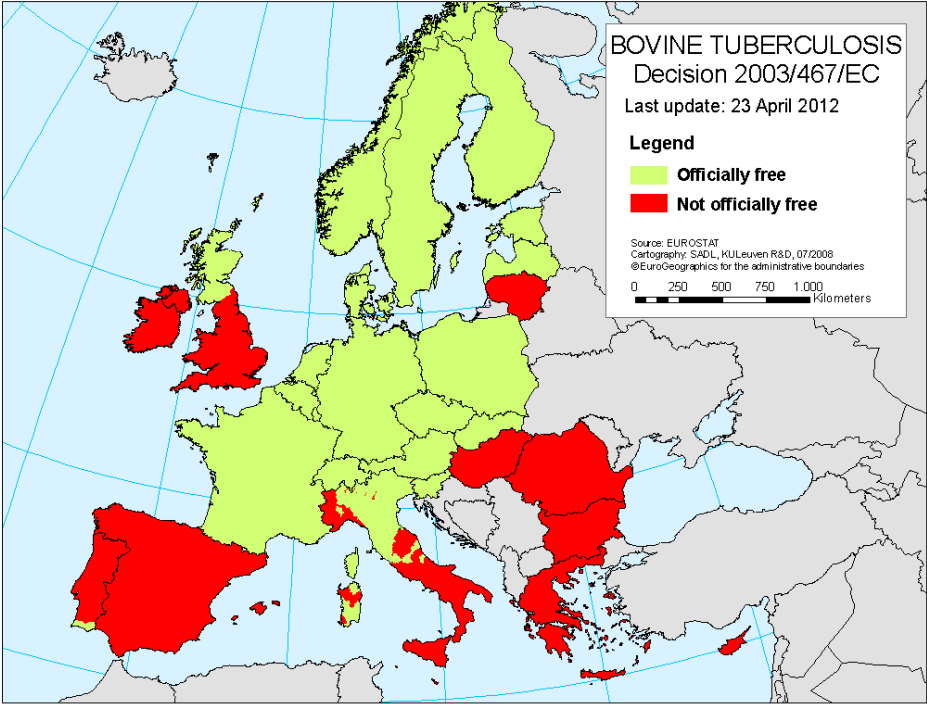 BOVINE TUBERCULOSIS
Decision 2003/467/EC
Last update: 23 April 2012
Legend
Officially free
Not officially free
Source: EUROSTAT
Cartography: SADL, KULeuven R&D, 07/2008
©EuroGeographics for the administrative boundaries
0 250 500 750 1.000
Kilometers